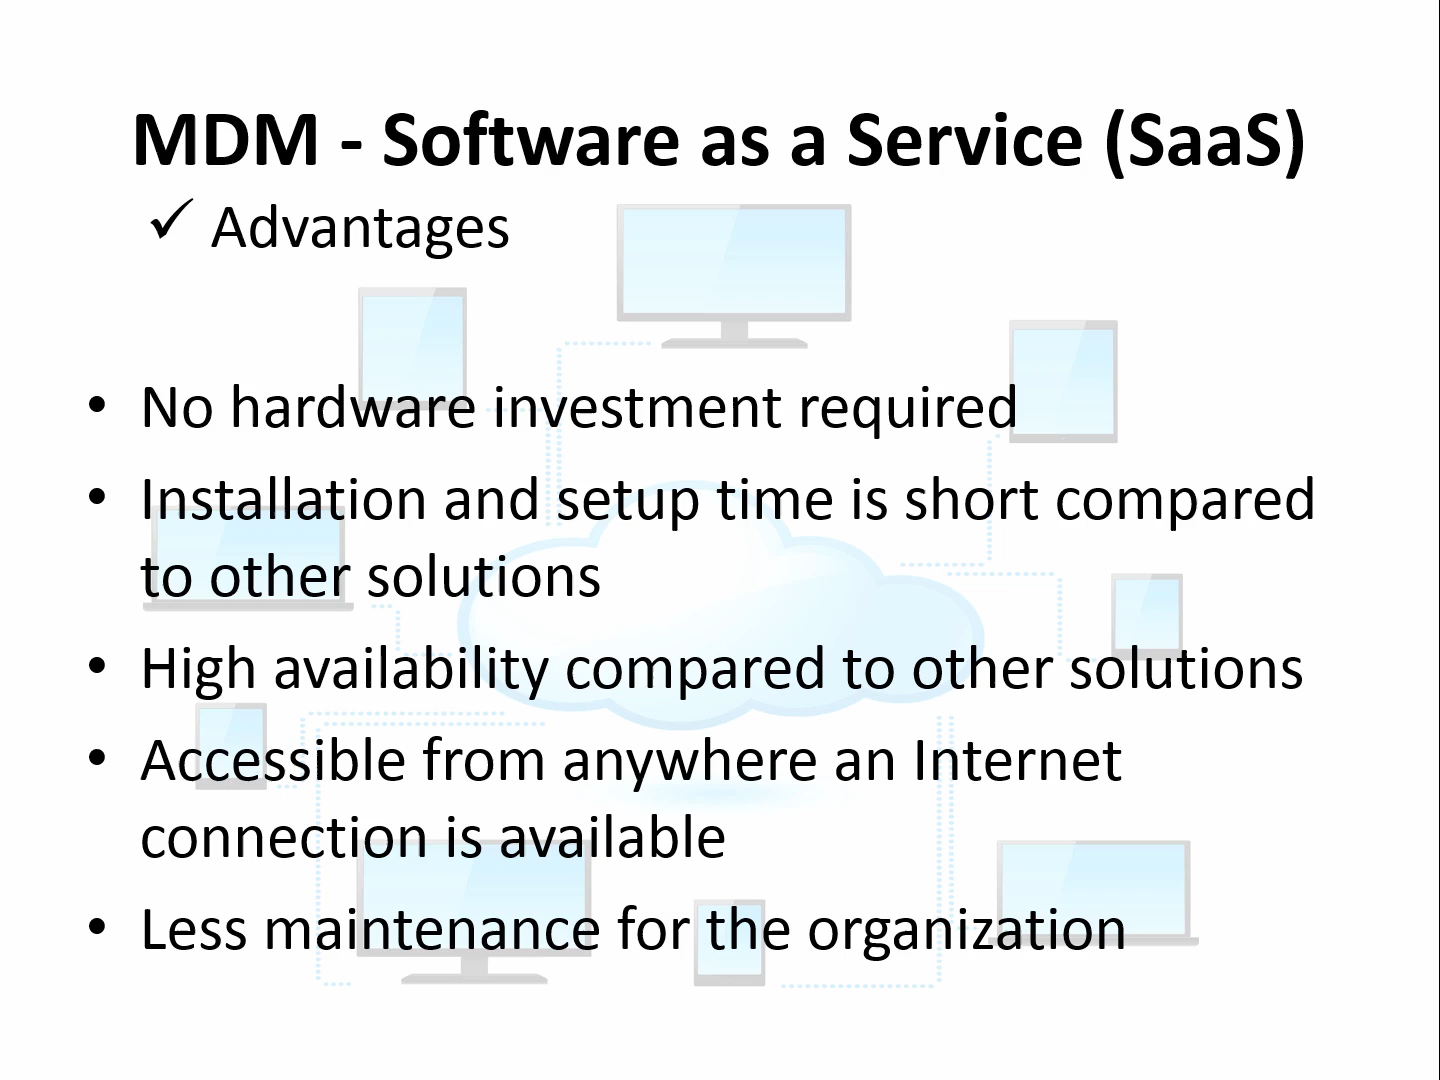 MDM - Software as a Service (SaaS)
✓ Advantages
• No hardware investment required
• Installation and setup time is short compared
to other solutions
• High availability compared to other solutions
• Accessible from anywhere an Internet
connection is available
• Less maintenance for the organization